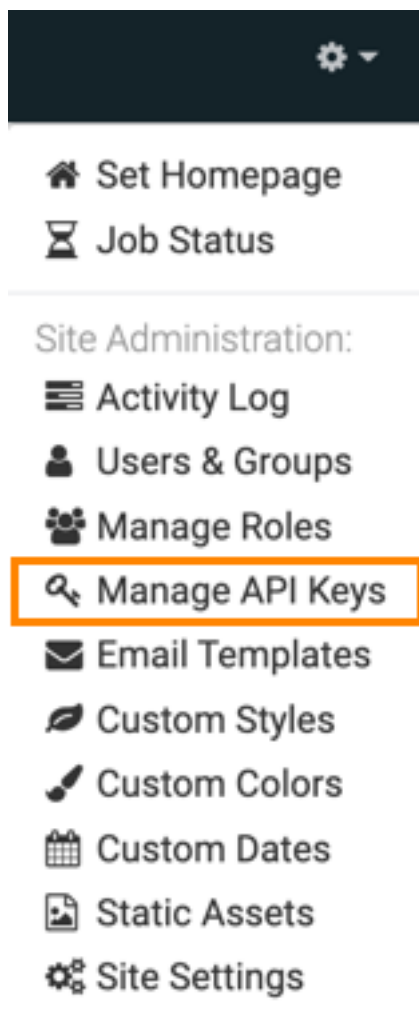 Set Homepage
Job Status
Site Administration:
Activity Log
Users & Groups
Manage Roles
Manage API Keys
Email Templates
Custom Styles
Custom Colors
Custom Dates
Static Assets
Site Settings